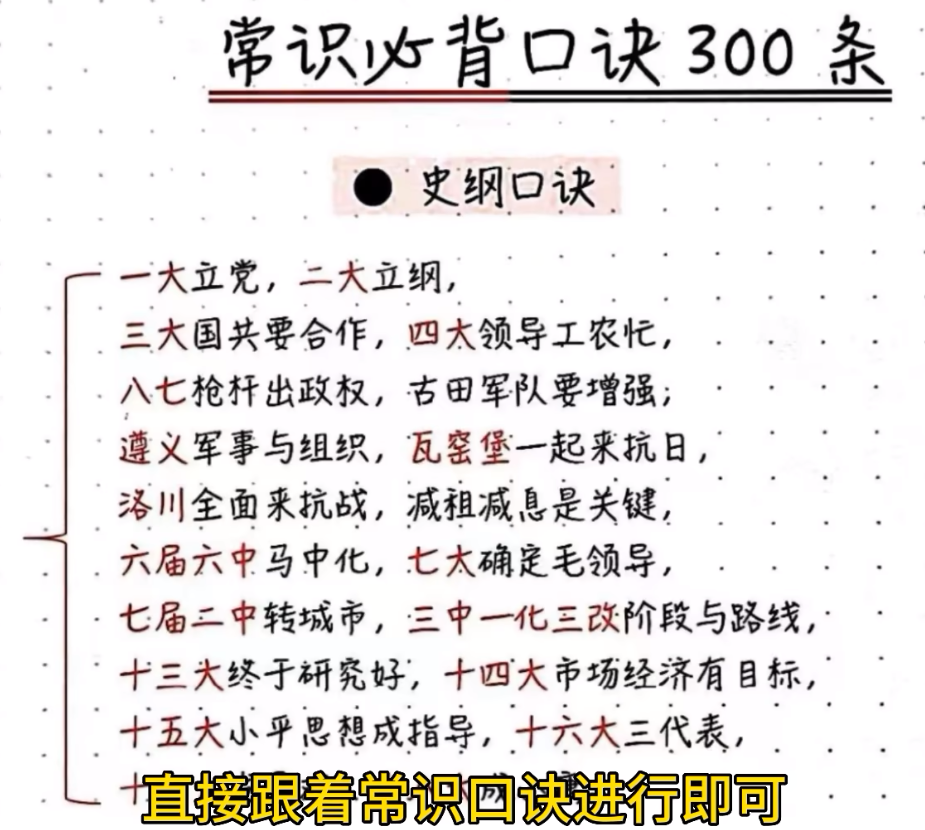 常识必背口诀300条
● 史纲口诀
一大立党，二大立纲，
三大国共要合作，四大领导工农忙，
八七枪杆出政权，古田军队要增强；
遵义军事与组织，瓦窑堡一起来抗日，
洛川全面来抗战，减租减息是关键，
六届六中马中化，七大确定毛领导，
七届二中转城市，三中一化三改阶段与路线，
十三大终于研究好，十四大市场经济有目标，
十五大小平思想成指导，十六大三代表，
十
直接跟着常识口诀进行即可